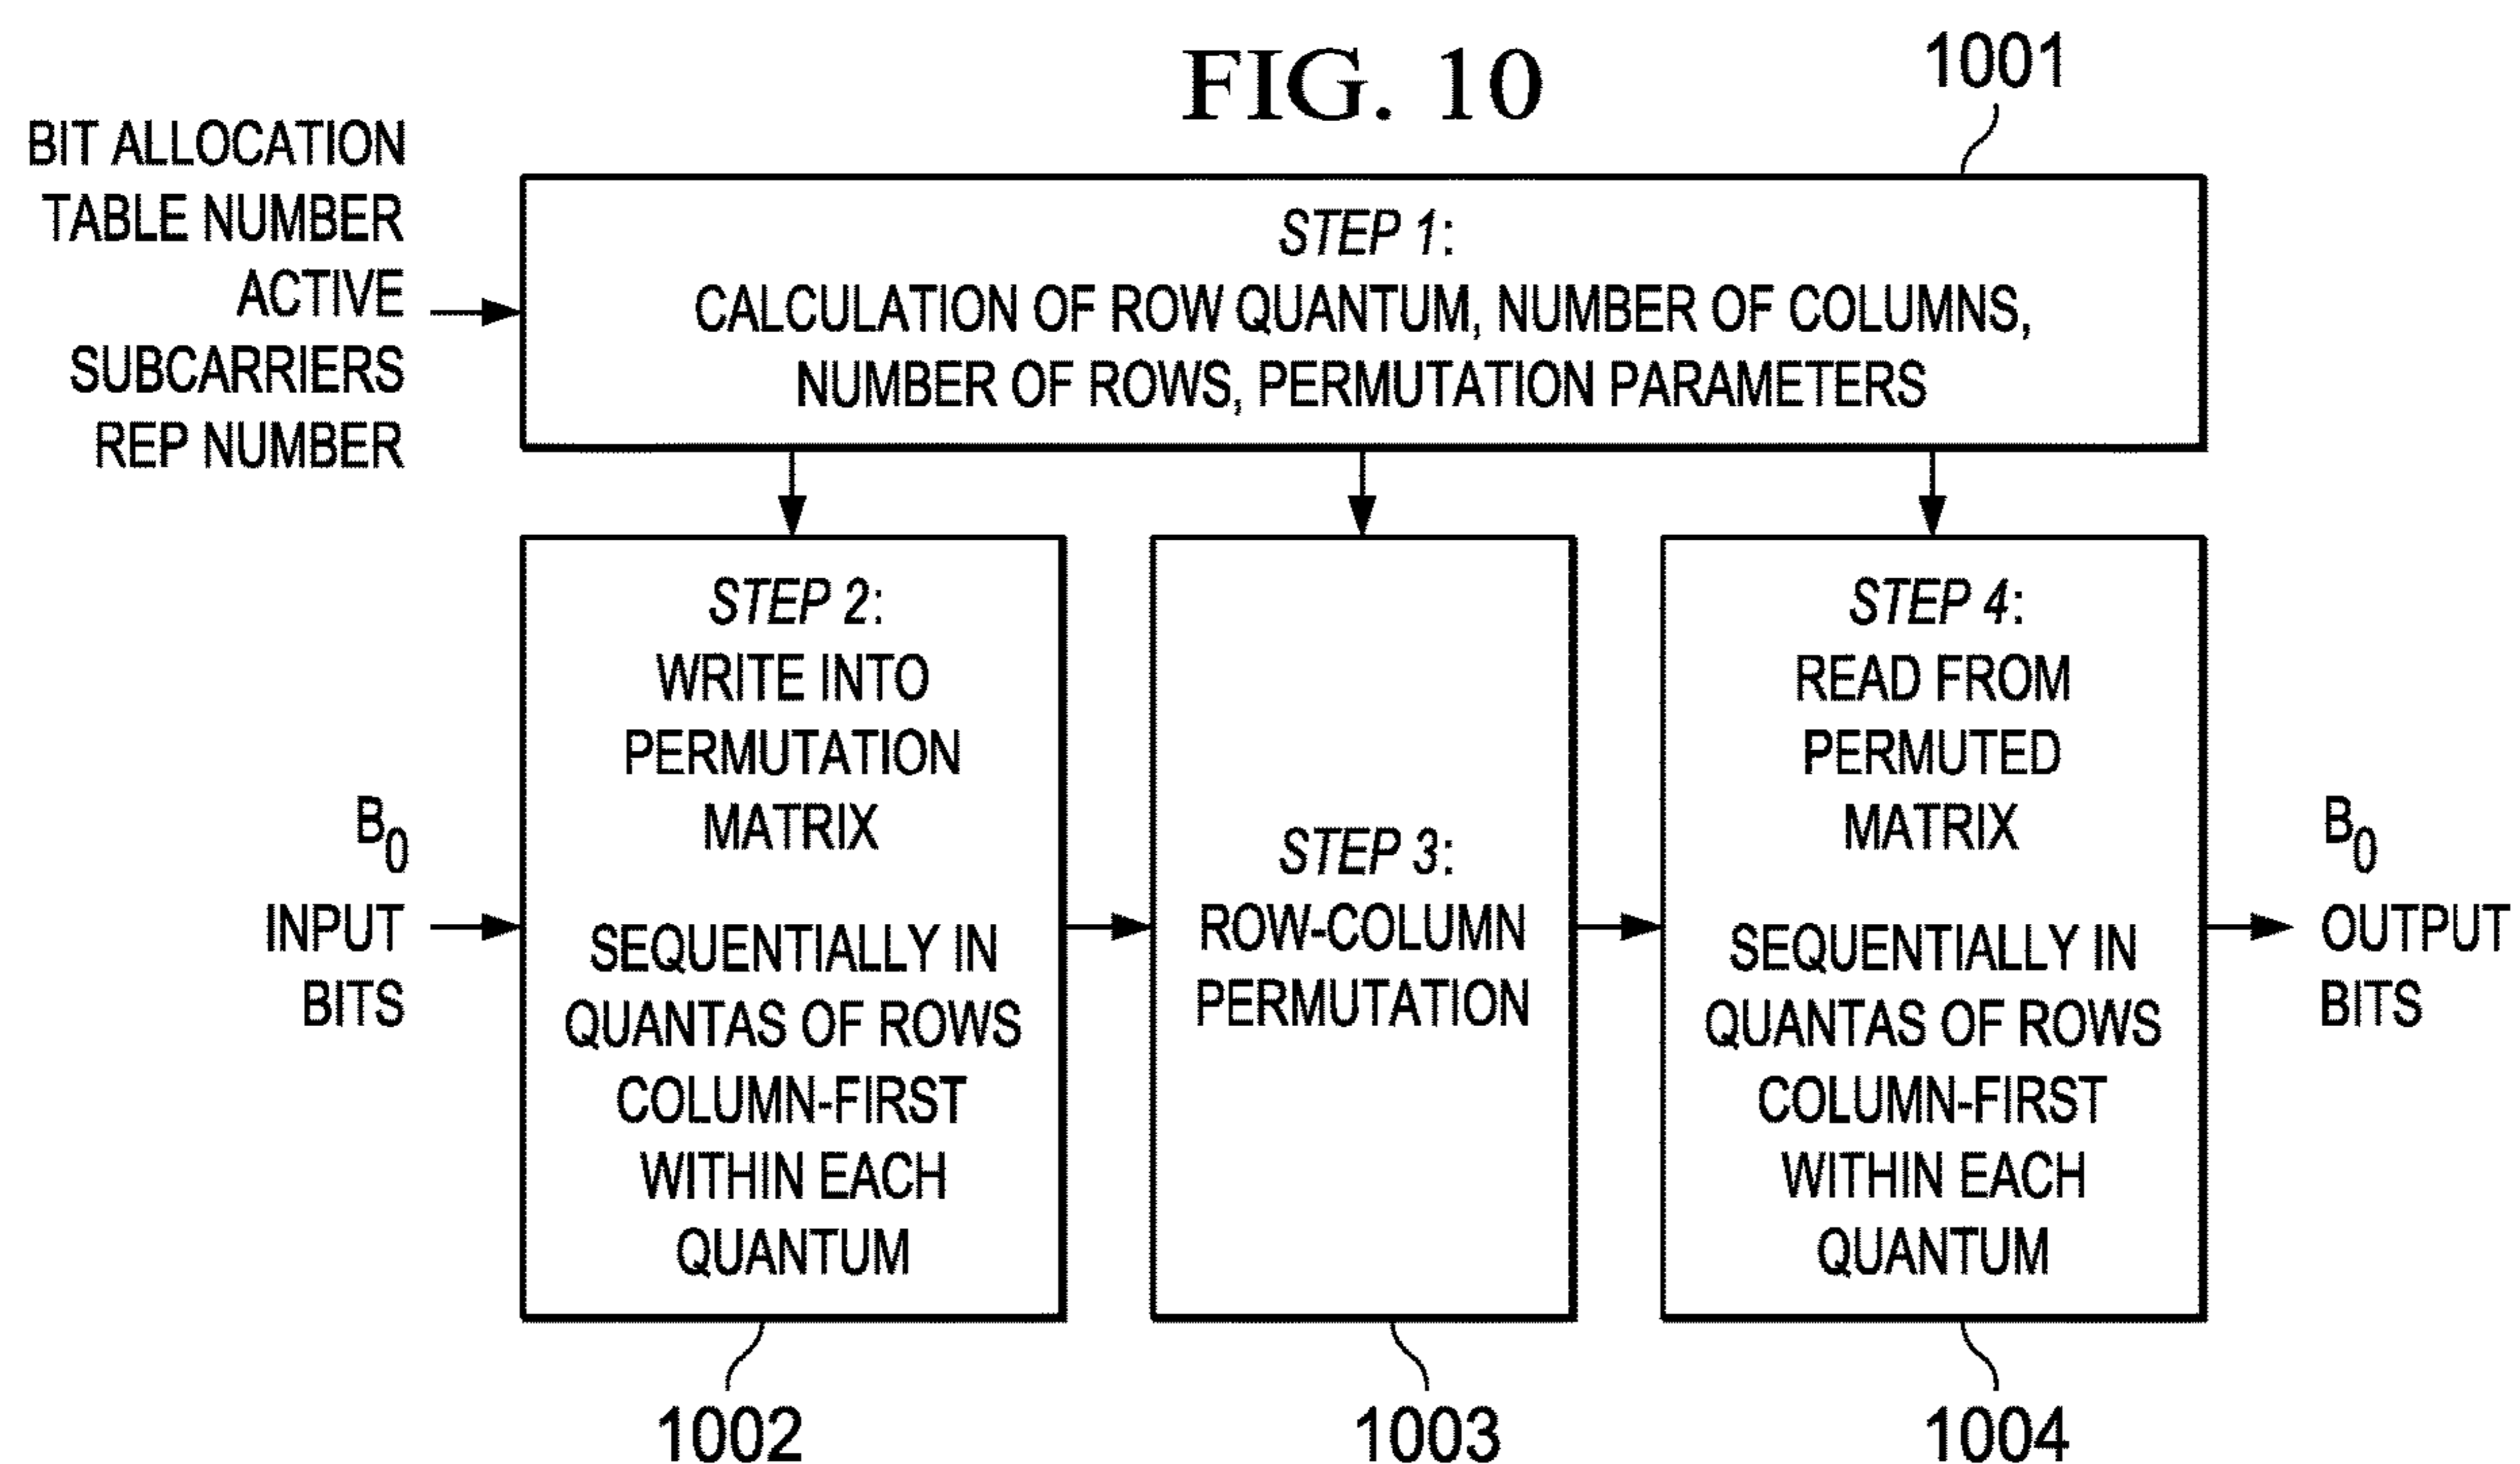 FIG. 10
1001
BIT ALLOCATION
TABLE NUMBER
ACTIVE
SUBCARRIERS
REP NUMBER
STEP 1:
CALCULATION OF ROW QUANTUM, NUMBER OF COLUMNS,
NUMBER OF ROWS, PERMUTATION PARAMETERS
B0
INPUT
BITS
STEP 2:
WRITE INTO
PERMUTATION
MATRIX
SEQUENTIALLY IN
QUANTAS OF ROWS
COLUMN-FIRST
WITHIN EACH
QUANTUM
1002
STEP 3:
ROW-COLUMN
PERMUTATION
1003
STEP 4:
READ FROM
PERMUTED
MATRIX
SEQUENTIALLY IN
QUANTAS OF ROWS
COLUMN-FIRST
WITHIN EACH
QUANTUM
1004
B0
OUTPUT
BITS